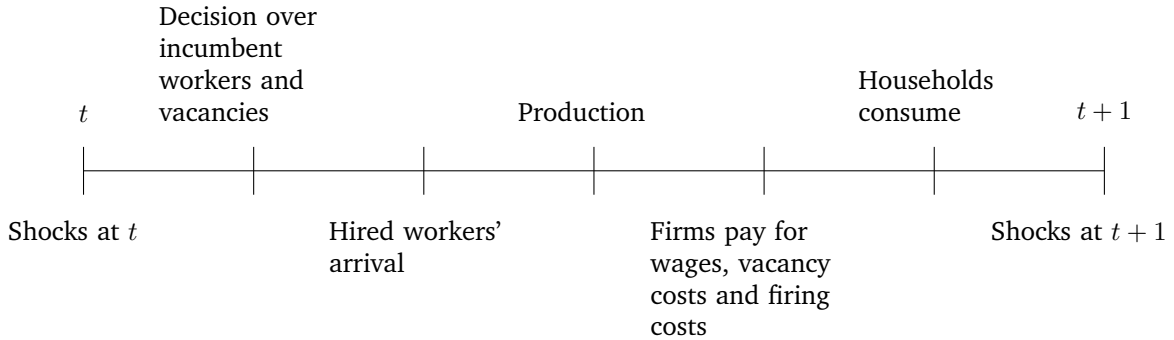 Decision over
incumbent
workers and
vacancies
t
Production
Households
consume
t + 1
Shocks at t
Hired workers’
arrival
Firms pay for
wages, vacancy
costs and firing
costs
Shocks at t + 1